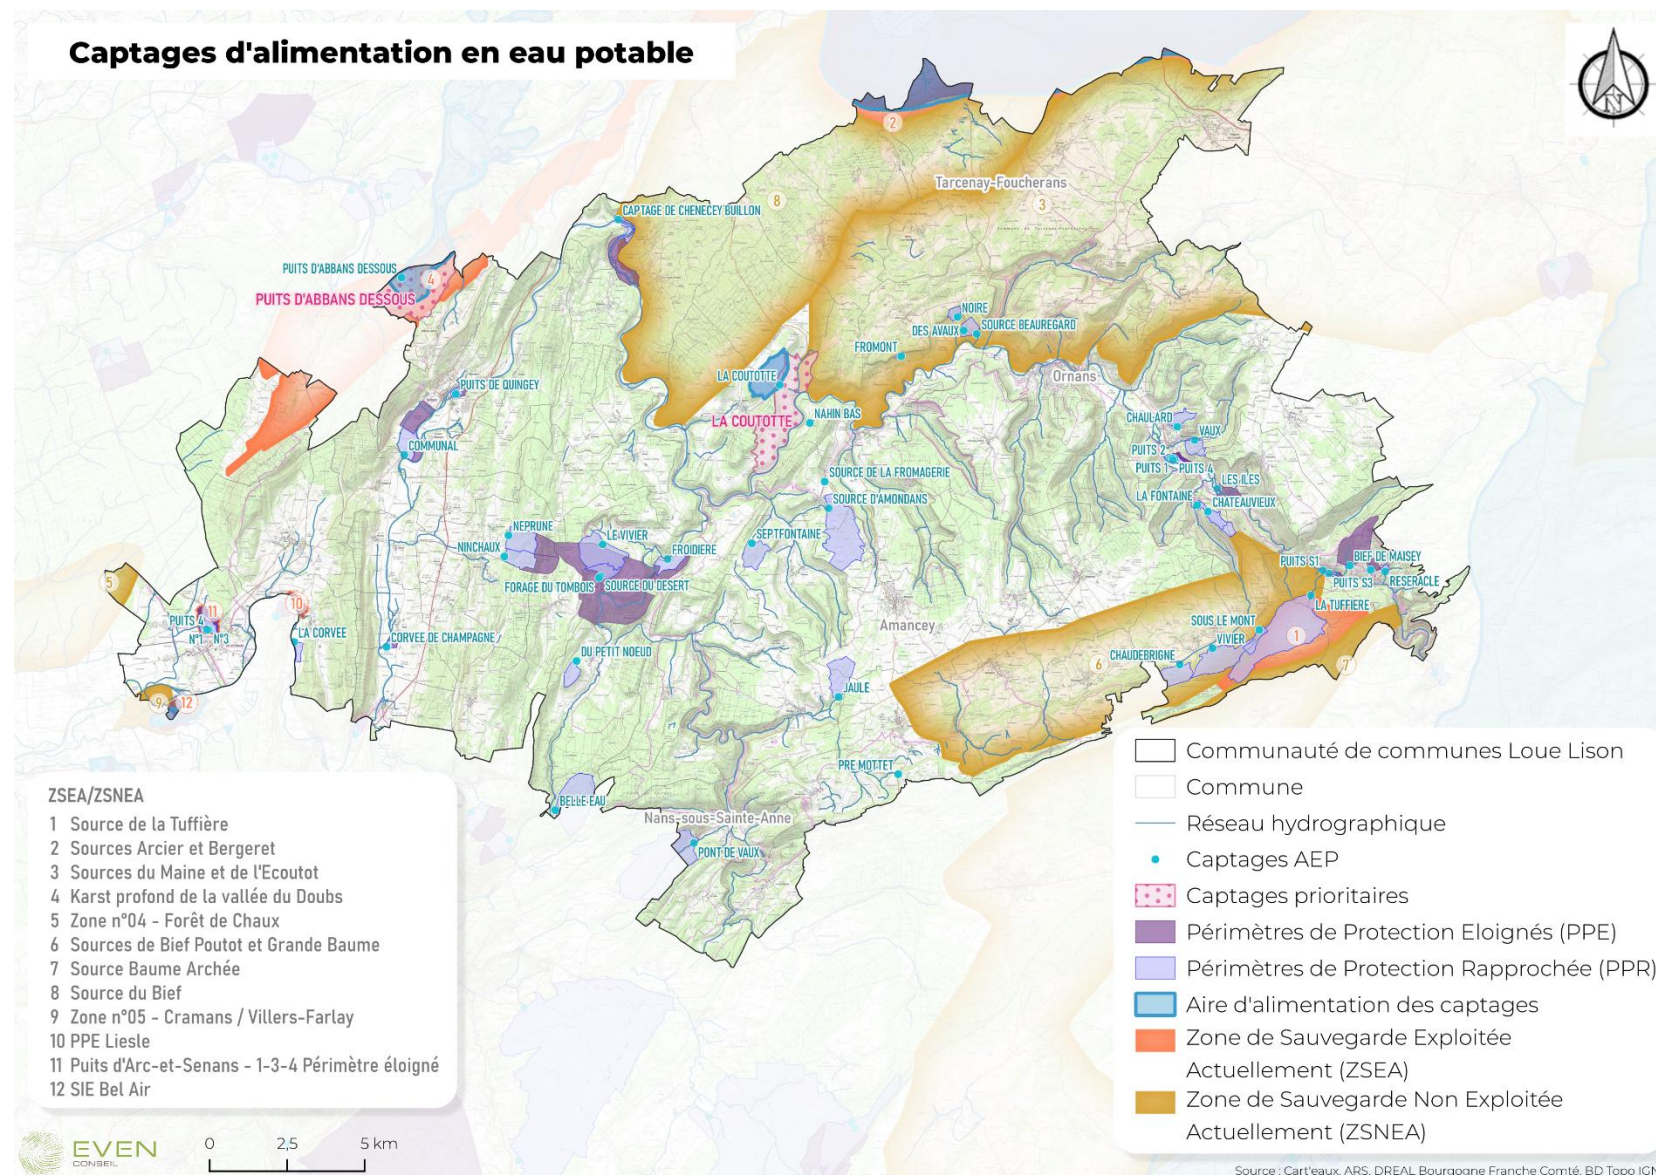 Captages d'alimentation en eau potable
N
2
Tarcenay-Foucherans
8
3
CAPTAGE DE CHENECEY BUILLON
PUITS D'ABBANS DESSOUS
4
PUITS D'ABBANS DESSOUS
NOIRE
DES AVAUX
SOURCE BEAUREGARD
FROMONT
LA COUTOTTE
Ornans
PUITS DE QUINGEY
LA COUTOTTE
NAHIN BAS
CHAULARD
VAUX
COMMUNAL
PUITS 2
PUITS 1
PUITS 4
SOURCE DE LA FROMAGERIE
LES ILES
SOURCE D'AMONDANS
LA FONTAINE
CHATEAUVIEUX
NEPRUNE
LE VIVIER
SEPTFONTAINE
NINCHAUX
FROIDIERE
PUITS S1
BIEF DE MAISEY
5
FORAGE DU TOMBOIS
SOURCE DU DESERT
PUITS S3
RESERACLE
10
11
LA TUFFIERE
PUITS 4
N°1
N°3
Amancey
SOUS LE MONT
1
LA CORVEE
CORVEE DE CHAMPAGNE
VIVIER
DU PETIT NOEUD
CHAUDEBRIGNE
6
7
JAULE
9
12
PRE MOTTET
BELLE EAU
Nans-sous-Sainte-Anne
PONT DE VAUX
ZSEA/ZSNEA
1 Source de la Tuffière
2 Sources Arcier et Bergeret
3 Sources du Maine et de l'Ecoutot
4 Karst profond de la vallée du Doubs
5 Zone n°04 - Forêt de Chaux
6 Sources de Bief Poutot et Grande Baume
7 Source Baume Archée
8 Source du Bief
9 Zone n°05 - Cramans / Villers-Farlay
10 PPE Liesle
11 Puits d'Arc-et-Senans - 1-3-4 Périmètre éloigné
12 SIE Bel Air
Communauté de communes Loue Lison
Commune
Réseau hydrographique
Captages AEP
Captages prioritaires
Périmètres de Protection Eloignés (PPE)
Périmètres de Protection Rapprochée (PPR)
Aire d'alimentation des captages
Zone de Sauvegarde Exploitée
Actuellement (ZSEA)
Zone de Sauvegarde Non Exploitée
Actuellement (ZSNEA)
EVEN
CONSEIL
0 2,5 5 km
Source : Cart'eaux, ARS, DREAL Bourgogne Franche Comté, BD Topo IGN